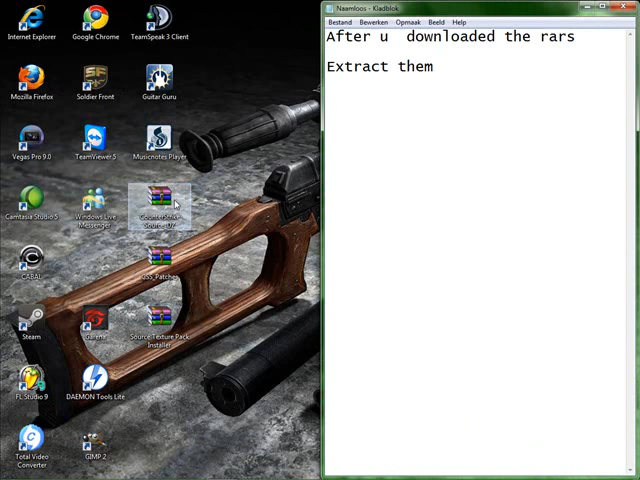 Naamloos - Kladblok
Bestand Bewerken Opmaak Beeld Help
After u downloaded the rars
Extract them
Internet Explorer
Google Chrome
TeamSpeak 3 Client
Mozilla Firefox
Soldier Front
Guitar Guru
Vegas Pro 9.0
TeamViewer 5
Musicnotes Player
Camtasia Studio 5
Windows Live
Messenger
CounterStrike
CABAL
CSS_Patcher
Steam
Garena
Source Texture Pack
Installer
FL Studio 9
DAEMON Tools Lite
Total Video
Converter
GIMP 2